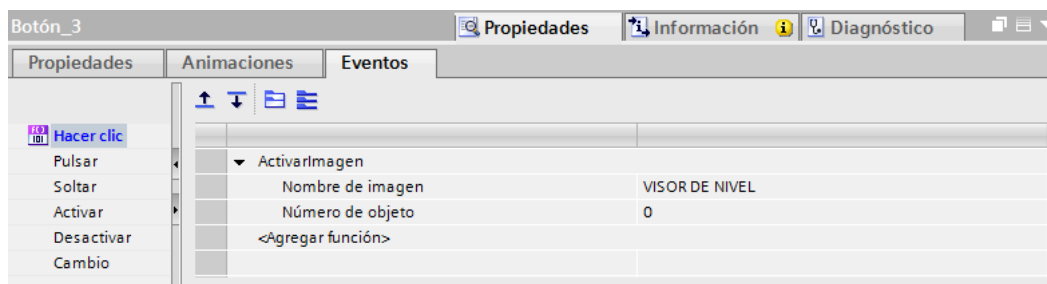 Botón_3 Propiedades Información Diagnóstico
Propiedades Animaciones Eventos
Hacer clic
Pulsar ActivarImagen
Soltar Nombre de imagen VISOR DE NIVEL
Activar Número de objeto 0
Desactivar <Agregar función>
Cambio